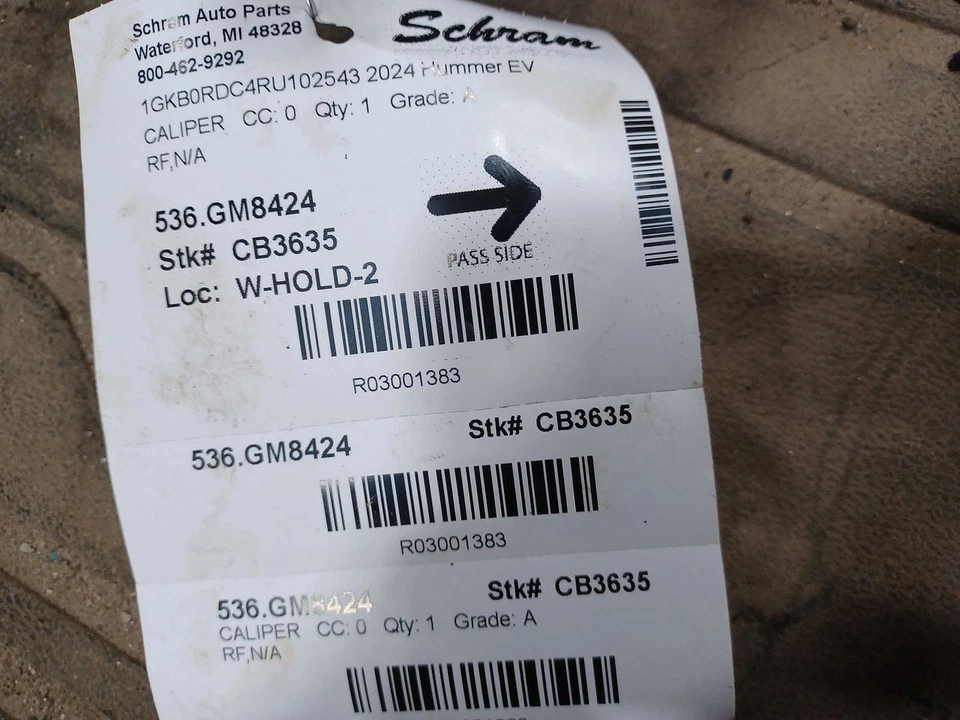 Schram Auto Parts
Waterford, MI 48328
800-462-9292
Schram
1GKB0RDC4RU102543 2024 Hummer EV
CALIPER CC: 0 Qty: 1 Grade: A
RF,N/A
536.GM8424
Stk# CB3635
Loc: W-HOLD-2
PASS SIDE
R03001383
536.GM8424 Stk# CB3635
R03001383
536.GM8424 Stk# CB3635
CALIPER CC: 0 Qty: 1 Grade: A
RF,N/A